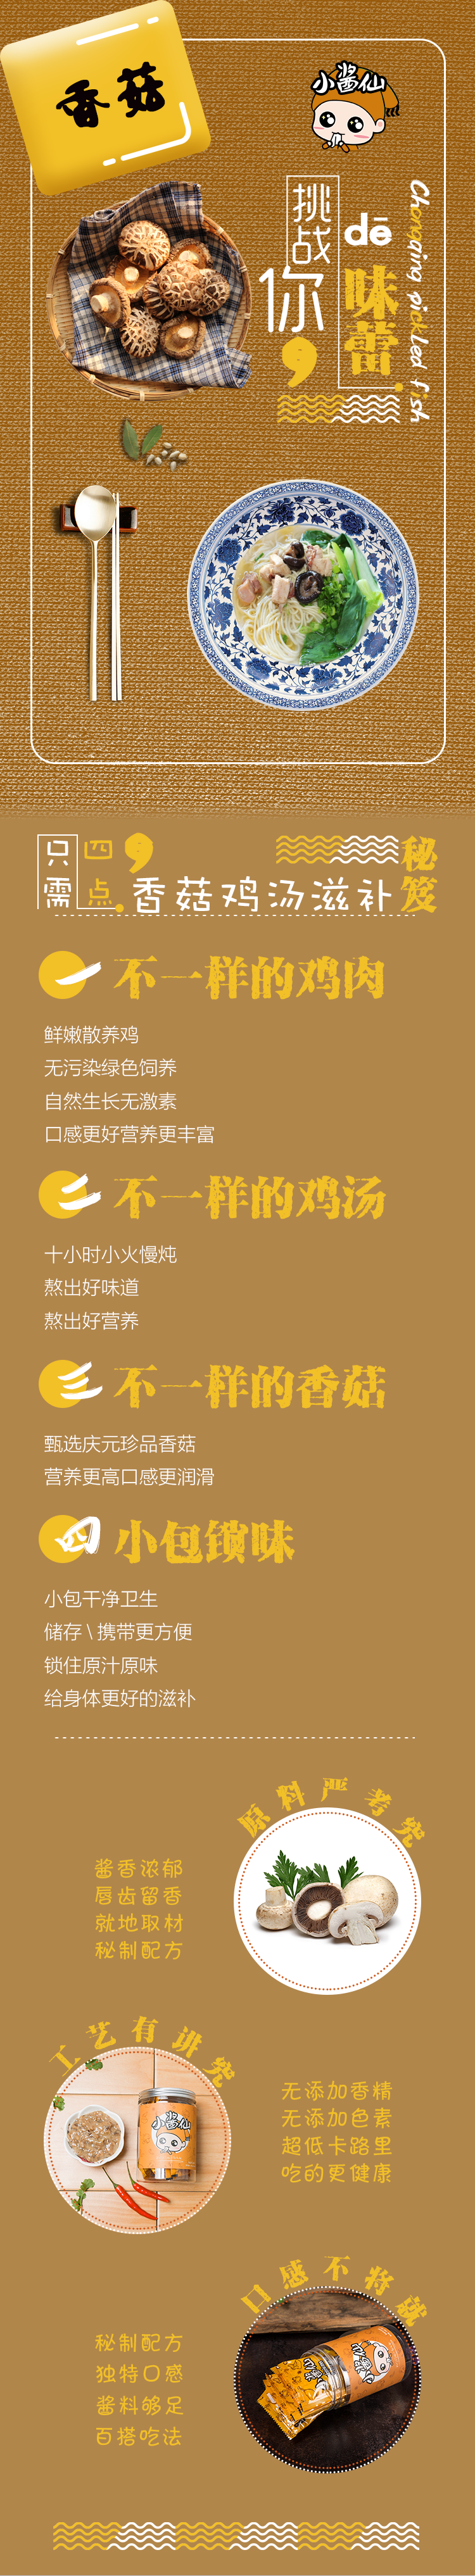 香菇
小酱仙
挑战
你
dē
味蕾
Chongqing pickled fish
只需
四点
香菇鸡汤滋补
秘笈
一
不一样的鸡肉
鲜嫩散养鸡
无污染绿色饲养
自然生长无激素
口感更好营养更丰富
二
不一样的鸡汤
十小时小火慢炖
熬出好味道
熬出好营养
三
不一样的香菇
甄选庆元珍品香菇
营养更高口感更润滑
四
小包锁味
小包干净卫生
储存 \ 携带更方便
锁住原汁原味
给身体更好的滋补
原料严考究
酱香浓郁
唇齿留香
就地取材
秘制配方
工艺有讲究
小酱仙
无添加香精
无添加色素
超低卡路里
吃的更健康
口感不将就
秘制配方
独特口感
酱料够足
百搭吃法